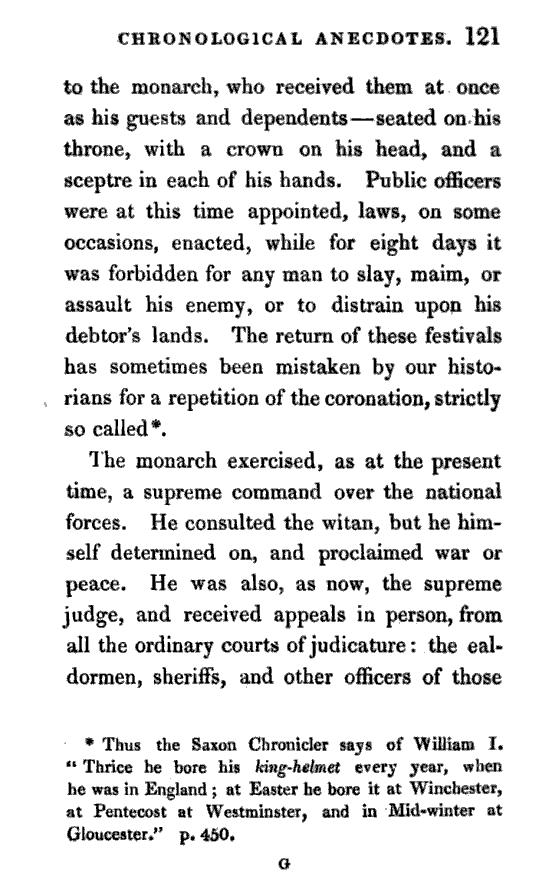 CHRONOLOGICAL ANECDOTES. 121
to the monarch, who received them at once
as his guests and dependents—seated on his
throne, with a crown on his head, and a
sceptre in each of his hands. Public officers
were at this time appointed, laws, on some
occasions, enacted, while for eight days it
was forbidden for any man to slay, maim, or
assault his enemy, or to distrain upon his
debtor's lands. The return of these festivals
has sometimes been mistaken by our histo-
rians for a repetition of the coronation, strictly
so called*.
The monarch exercised, as at the present
time, a supreme command over the national
forces. He consulted the witan, but he him-
self determined on, and proclaimed war or
peace. He was also, as now, the supreme
judge, and received appeals in person, from
all the ordinary courts of judicature: the eal-
dormen, sheriffs, and other officers of those
* Thus the Saxon Chronicler says of William I.
" Thrice he bore his king-helmet every year, when
he was in England; at Easter he bore it at Winchester,
at Pentecost at Westminster, and in Mid-winter at
Gloucester." p. 450.
G